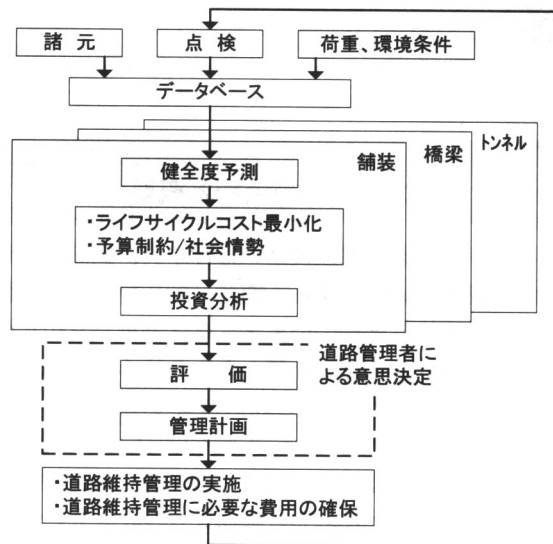 諸 元
点 検
荷重、環境条件
データベース
トンネル
橋梁
舗装
健全度予測
・ライフサイクルコスト最小化
・予算制約/社会情勢
投資分析
道路管理者に
よる意思決定
評 価
管理計画
・道路維持管理の実施
・道路維持管理に必要な費用の確保